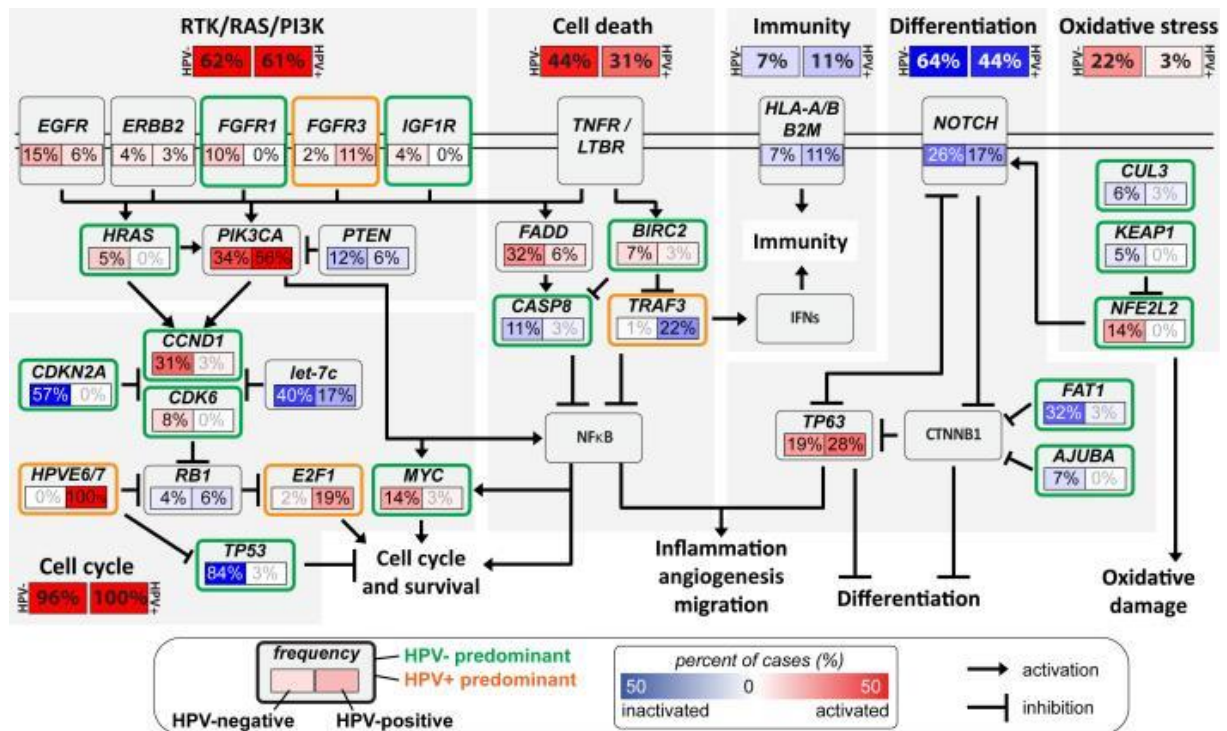 RTK/RAS/PI3K
HPV- 62% 61% HPV+
Cell death
HPV- 44% 31% HPV+
Immunity
HPV- 7% 11% HPV+
Differentiation
HPV- 64% 44% HPV+
Oxidative stress
HPV- 22% 3% HPV+
EGFR
15% 6%
ERBB2
4% 3%
FGFR1
10% 0%
FGFR3
2% 11%
IGF1R
4% 0%
TNFR /
LTBR
HLA-A/B
B2M
7% 11%
NOTCH
26% 17%
CUL3
6% 3%
KEAP1
5% 0%
NFE2L2
14% 0%
HRAS
5% 0%
PIK3CA
34% 56%
PTEN
12% 6%
FADD
32% 6%
BIRC2
7% 3%
Immunity
CASP8
11% 3%
TRAF3
1% 22%
IFNs
CCND1
31% 3%
CDKN2A
57% 0%
let-7c
40% 17%
CDK6
8% 0%
NFκB
TP63
19% 28%
CTNNB1
FAT1
32% 3%
AJUBA
7% 0%
HPVE6/7
0% 100%
RB1
4% 6%
E2F1
2% 19%
MYC
14% 3%
TP53
84% 3%
Cell cycle
HPV- 96% 100% HPV+
Cell cycle
and survival
Inflammation
angiogenesis
migration
Differentiation
Oxidative
damage
frequency
HPV- predominant
HPV+ predominant
HPV-negative
HPV-positive
percent of cases (%)
50 0 50
inactivated activated
activation
inhibition